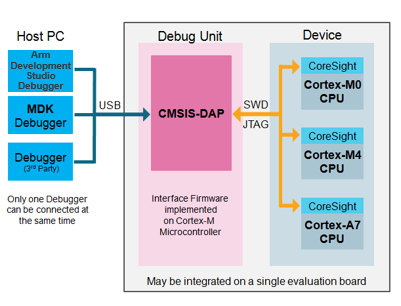 Host PC
Arm
Development
Studio
Debugger
MDK
Debugger
Debugger
(3rd Party)
Only one Debugger
can be connected at
the same time
USB
Debug Unit
CMSIS-DAP
Interface Firmware
implemented
on Cortex-M
Microcontroller
SWD
JTAG
Device
CoreSight
Cortex-M0
CPU
CoreSight
Cortex-M4
CPU
CoreSight
Cortex-A7
CPU
May be integrated on a single evaluation board